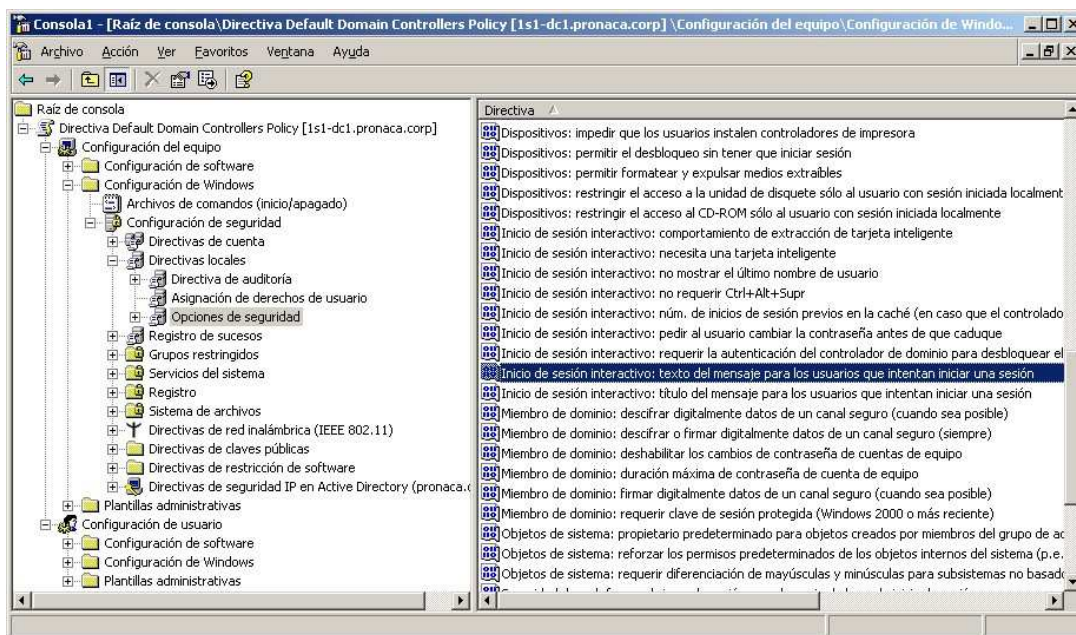 Consola1 - [Raíz de consola\Directiva Default Domain Controllers Policy [1s1-dc1.pronaca.corp] \Configuración del equipo\Configuración de Windo...
Archivo Acción Ver Favoritos Ventana Ayuda
Raíz de consola
Directiva Default Domain Controllers Policy [1s1-dc1.pronaca.corp]
Configuración del equipo
Configuración de software
Configuración de Windows
Archivos de comandos (inicio/apagado)
Configuración de seguridad
Directivas de cuenta
Directivas locales
Directiva de auditoría
Asignación de derechos de usuario
Opciones de seguridad
Registro de sucesos
Grupos restringidos
Servicios del sistema
Registro
Sistema de archivos
Directivas de red inalámbrica (IEEE 802.11)
Directivas de claves públicas
Directivas de restricción de software
Directivas de seguridad IP en Active Directory (pronaca.c
Plantillas administrativas
Configuración de usuario
Configuración de software
Configuración de Windows
Plantillas administrativas
Directiva
Dispositivos: impedir que los usuarios instalen controladores de impresora
Dispositivos: permitir el desbloqueo sin tener que iniciar sesión
Dispositivos: permitir formatear y expulsar medios extraíbles
Dispositivos: restringir el acceso a la unidad de disquete sólo al usuario con sesión iniciada localment
Dispositivos: restringir el acceso al CD-ROM sólo al usuario con sesión iniciada localmente
Inicio de sesión interactivo: comportamiento de extracción de tarjeta inteligente
Inicio de sesión interactivo: necesita una tarjeta inteligente
Inicio de sesión interactivo: no mostrar el último nombre de usuario
Inicio de sesión interactivo: no requerir Ctrl+Alt+Supr
Inicio de sesión interactivo: núm. de inicios de sesión previos en la caché (en caso que el controlado
Inicio de sesión interactivo: pedir al usuario cambiar la contraseña antes de que caduque
Inicio de sesión interactivo: requerir la autenticación del controlador de dominio para desbloquear el
Inicio de sesión interactivo: texto del mensaje para los usuarios que intentan iniciar una sesión
Inicio de sesión interactivo: título del mensaje para los usuarios que intentan iniciar una sesión
Miembro de dominio: descifrar digitalmente datos de un canal seguro (cuando sea posible)
Miembro de dominio: descifrar o firmar digitalmente datos de un canal seguro (siempre)
Miembro de dominio: deshabilitar los cambios de contraseña de cuentas de equipo
Miembro de dominio: duración máxima de contraseña de cuenta de equipo
Miembro de dominio: firmar digitalmente datos de un canal seguro (cuando sea posible)
Miembro de dominio: requerir clave de sesión protegida (Windows 2000 o más reciente)
Objetos de sistema: propietario predeterminado para objetos creados por miembros del grupo de ad
Objetos de sistema: reforzar los permisos predeterminados de los objetos internos del sistema (p.e.
Objetos de sistema: requerir diferenciación de mayúsculas y minúsculas para subsistemas no basado